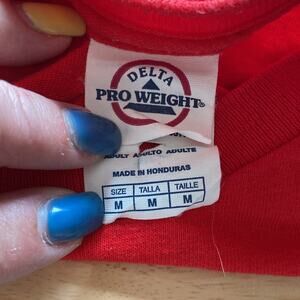 DELTA
PRO WEIGHT®
ADULT ADULTO ADULTE
MADE IN HONDURAS
SIZE TALLA TAILLE
M M M